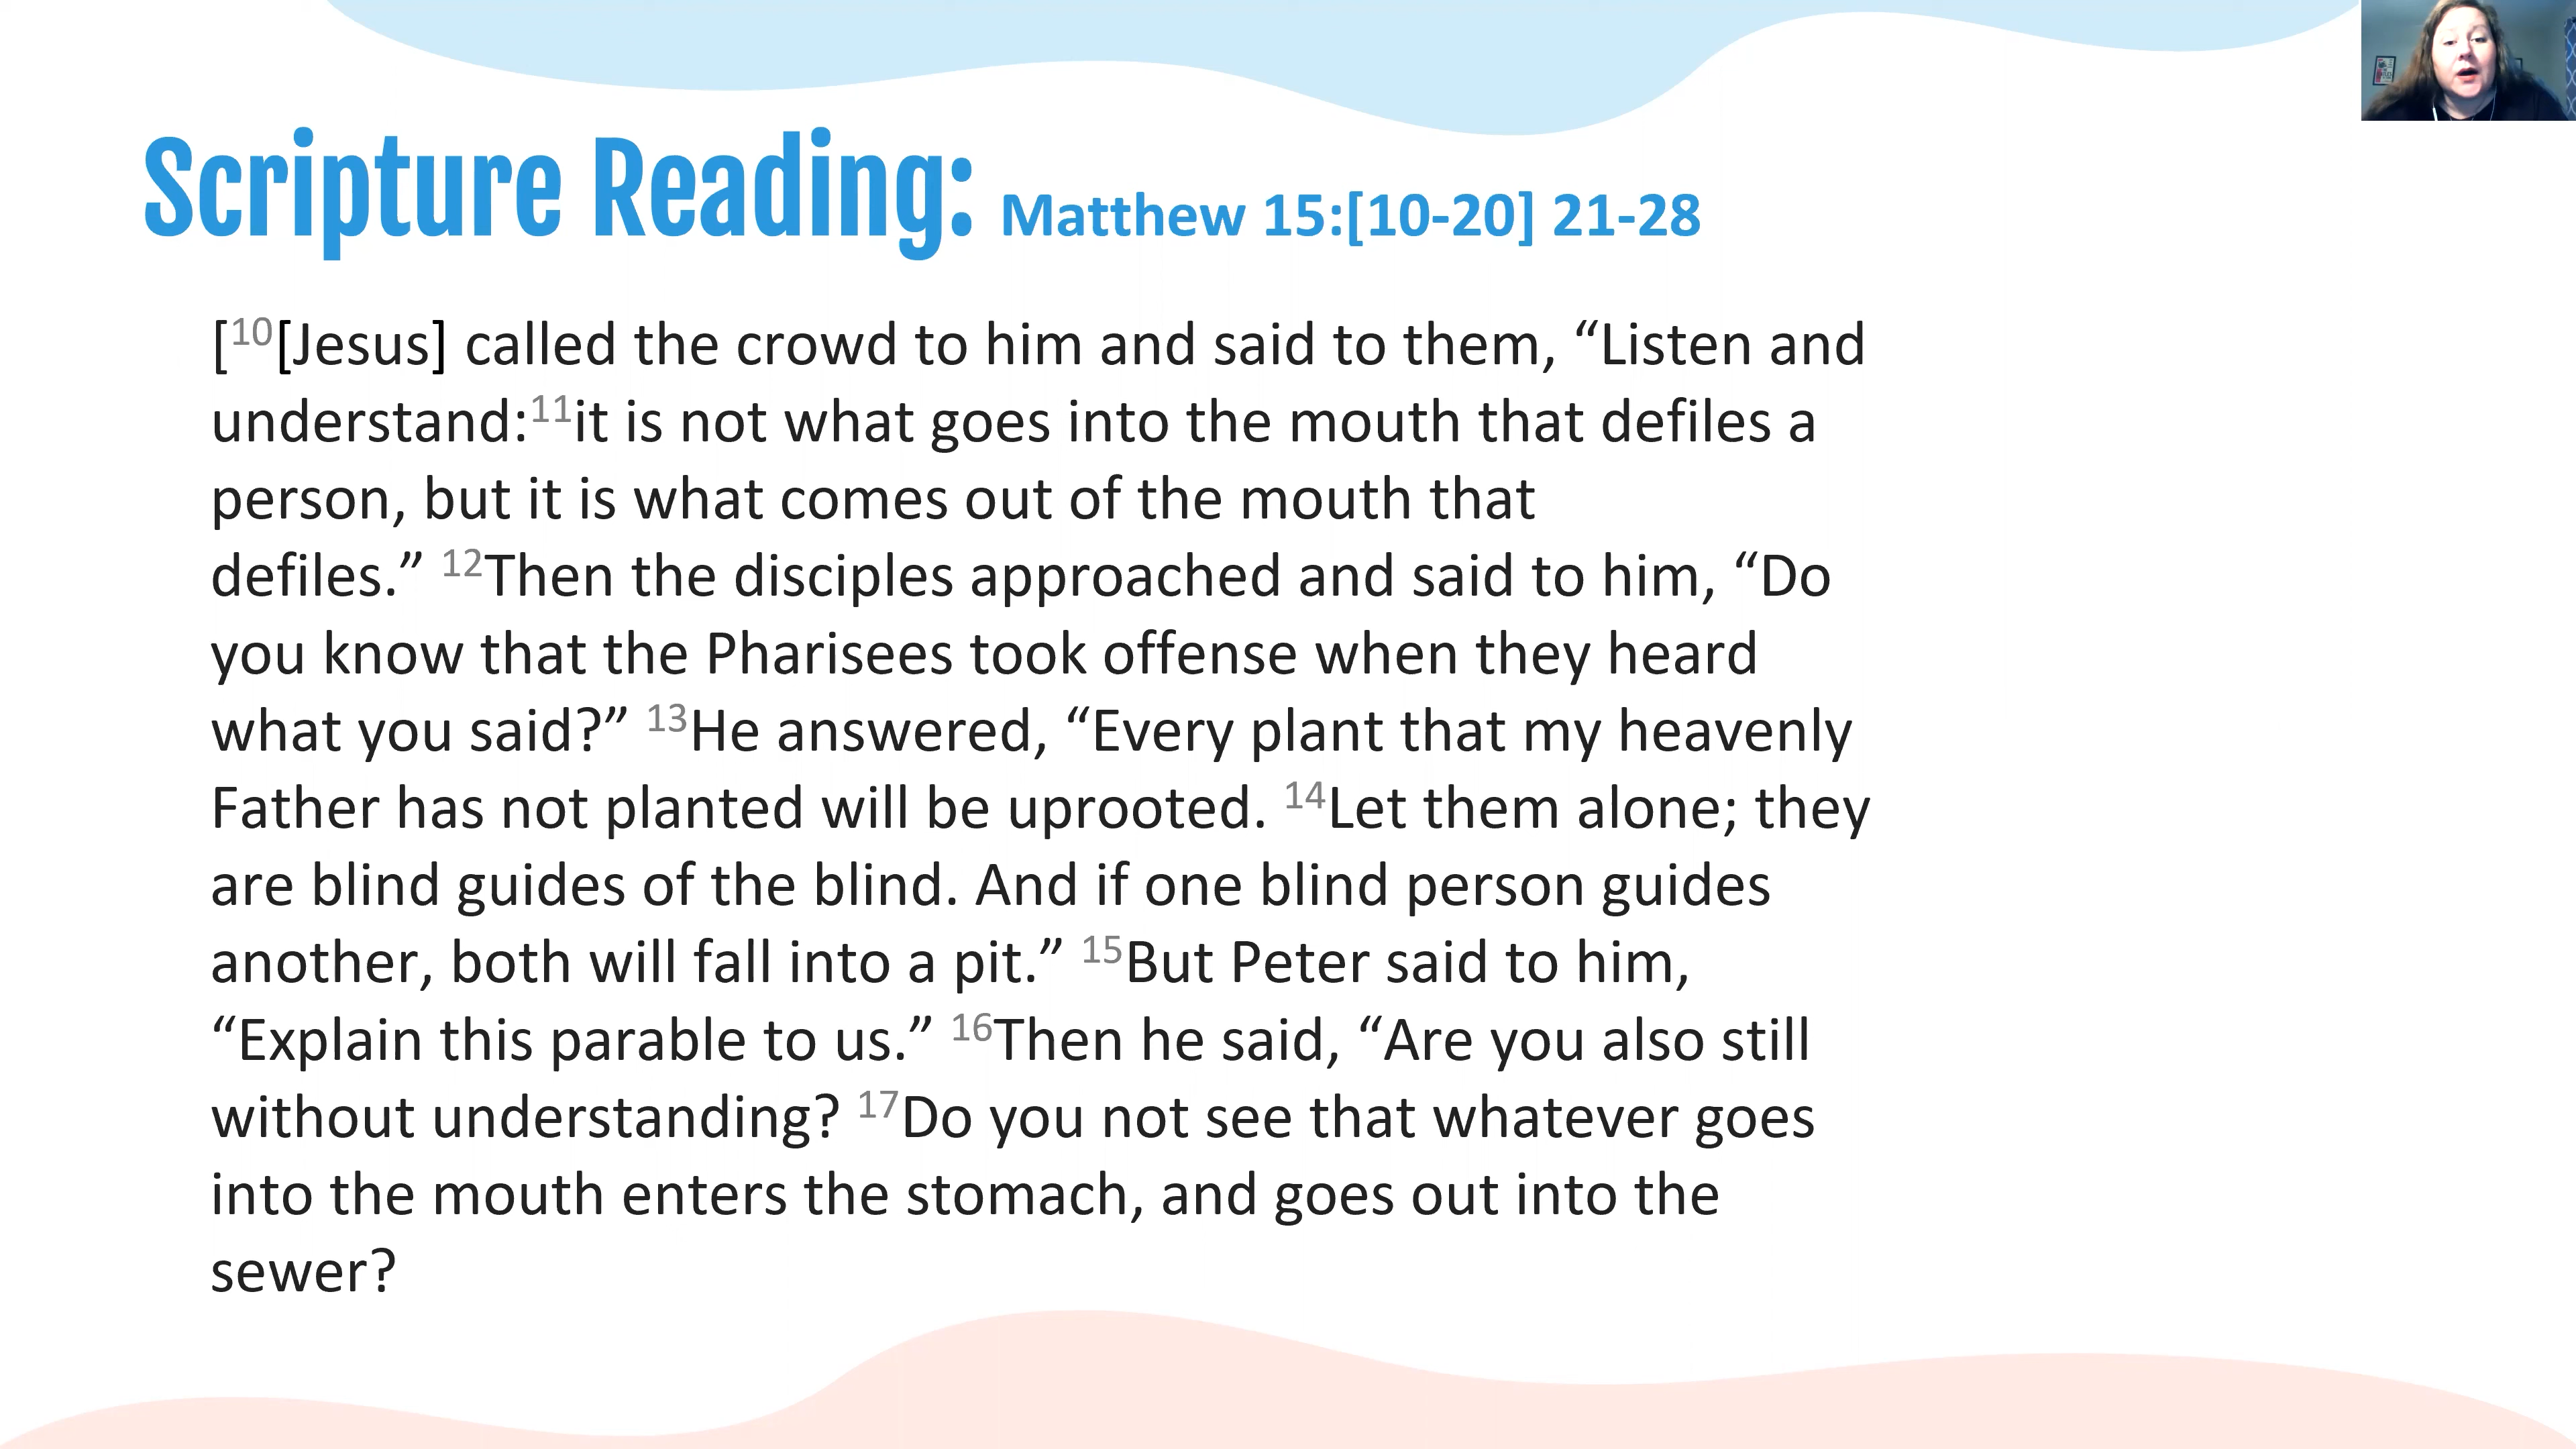 Scripture Reading: Matthew 15:[10-20] 21-28
[10[Jesus] called the crowd to him and said to them, “Listen and
understand:11it is not what goes into the mouth that defiles a
person, but it is what comes out of the mouth that
defiles.” 12Then the disciples approached and said to him, “Do
you know that the Pharisees took offense when they heard
what you said?” 13He answered, “Every plant that my heavenly
Father has not planted will be uprooted. 14Let them alone; they
are blind guides of the blind. And if one blind person guides
another, both will fall into a pit.” 15But Peter said to him,
“Explain this parable to us.” 16Then he said, “Are you also still
without understanding? 17Do you not see that whatever goes
into the mouth enters the stomach, and goes out into the
sewer?